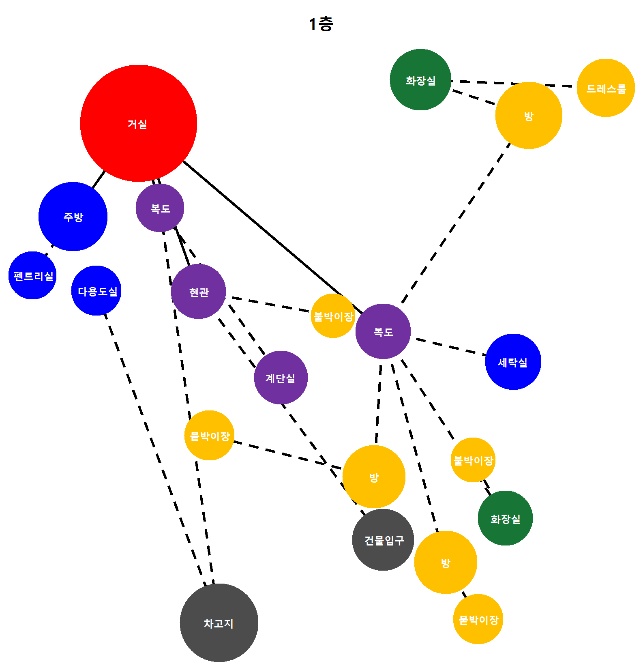 1층
화장실
드레스룸
방
거실
복도
주방
펜트리실
다용도실
현관
붙박이장
복도
세탁실
계단실
붙박이장
방
붙박이장
화장실
건물입구
방
차고지
붙박이장